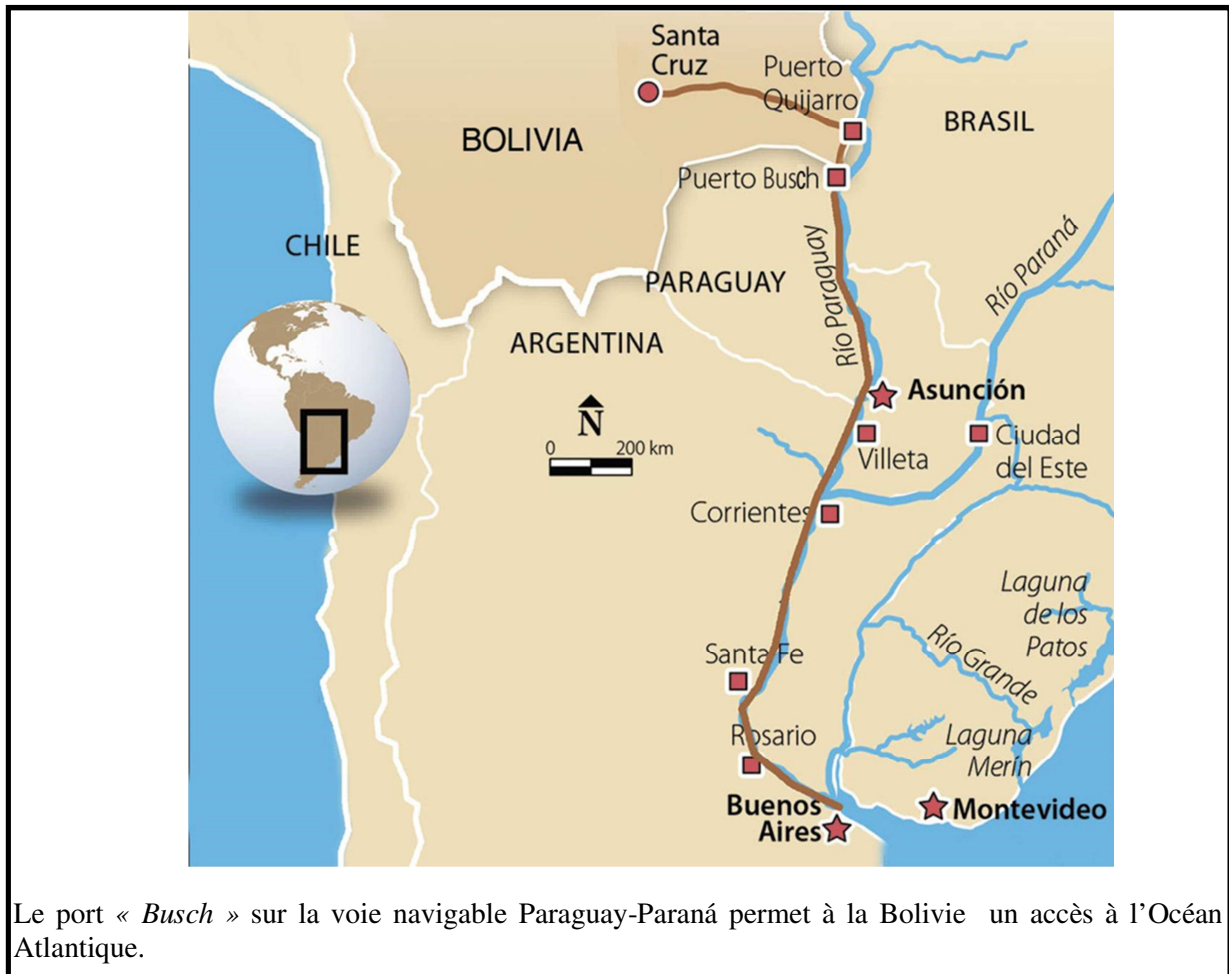 Santa
Cruz
Puerto
Quijarro
BOLIVIA
BRASIL
Puerto Busch
CHILE
PARAGUAY
Río Paraguay
Río Paraná
ARGENTINA
N
0 200 km
Asunción
Villeta
Ciudad
del Este
Corrientes
Laguna
de los
Patos
Río Grande
Santa Fe
Rosario
Laguna
Merín
Buenos
Aires
Montevideo
Le port « Busch » sur la voie navigable Paraguay-Paraná permet à la Bolivie un accès à l’Océan
Atlantique.